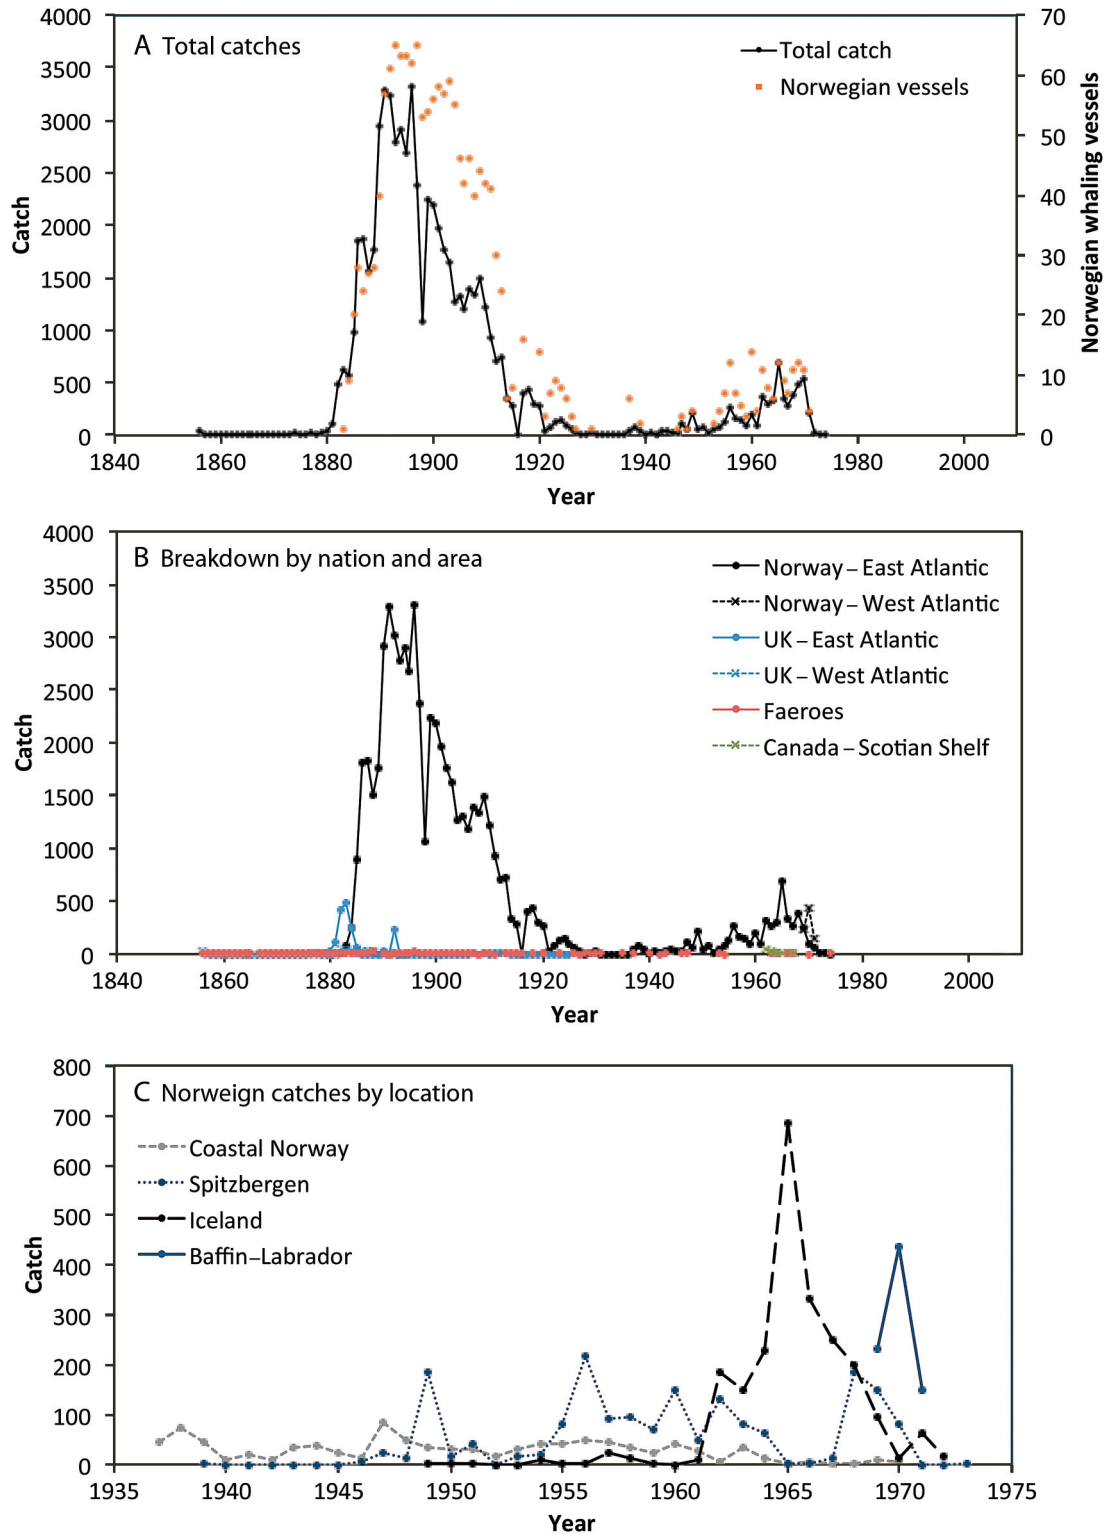 A Total catches
Total catch
Norwegian vessels
4000
3500
3000
2500
2000
1500
1000
500
0
Catch
70
60
50
40
30
20
10
0
Norwegian whaling vessels
1840 1860 1880 1900 1920 1940 1960 1980 2000
Year
B Breakdown by nation and area
Norway – East Atlantic
Norway – West Atlantic
UK – East Atlantic
UK – West Atlantic
Faeroes
Canada – Scotian Shelf
4000
3500
3000
2500
2000
1500
1000
500
0
Catch
1840 1860 1880 1900 1920 1940 1960 1980 2000
Year
C Norweign catches by location
Coastal Norway
Spitzbergen
Iceland
Baffin–Labrador
800
700
600
500
400
300
200
100
0
Catch
1935 1940 1945 1950 1955 1960 1965 1970 1975
Year